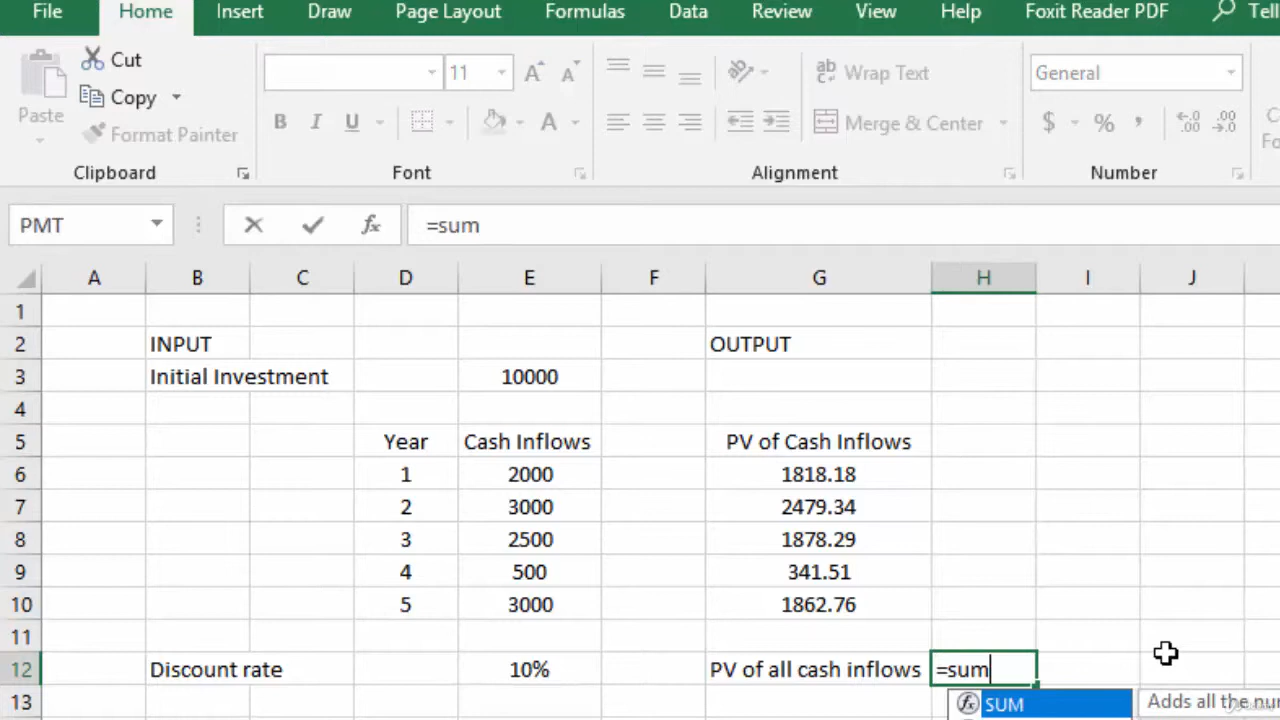 File Home Insert Draw Page Layout Formulas Data Review View Help Foxit Reader PDF Tell
Paste
Cut
Copy
Format Painter
11
Wrap Text
Merge & Center
General
$ % ,
B I U
Clipboard Font Alignment Number
PMT fx =sum
A B C D E F G H I J
1
2 INPUT OUTPUT
3 Initial Investment 10000
4
5 Year Cash Inflows PV of Cash Inflows
6 1 2000 1818.18
7 2 3000 2479.34
8 3 2500 1878.29
9 4 500 341.51
10 5 3000 1862.76
11
12 Discount rate 10% PV of all cash inflows =sum
13 fx SUM Adds all the nu